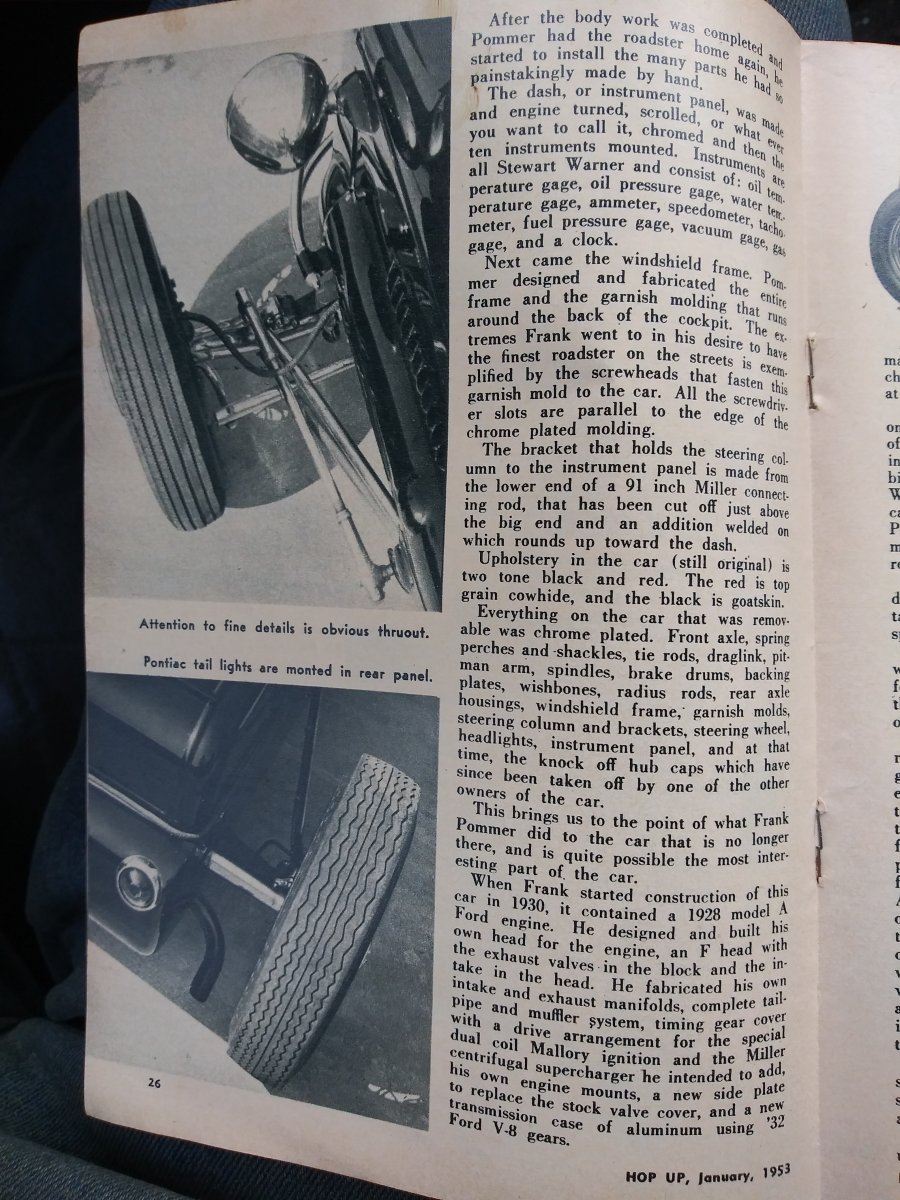 After the body work was completed and
Pommer had the roadster home again, he
started to install the many parts he had so
painstakingly made by hand.
The dash, or instrument panel, was made
and engine turned, scrolled, or what ever
you want to call it, chromed and then the
ten instruments mounted. Instruments are
all Stewart Warner and consist of: oil tem-
perature gage, oil pressure gage, water tem-
perature gage, ammeter, speedometer, tacho-
meter, fuel pressure gage, vacuum gage, gas
gage, and a clock.
Next came the windshield frame. Pom-
mer designed and fabricated the entire
frame and the garnish molding that runs
around the back of the cockpit. The ex-
tremes Frank went to in his desire to have
the finest roadster on the streets is exem-
plified by the screwheads that fasten this
garnish mold to the car. All the screwdriv-
er slots are parallel to the edge of the
chrome plated molding.
The bracket that holds the steering col-
umn to the instrument panel is made from
the lower end of a 91 inch Miller connect-
ing rod, that has been cut off just above
the big end and an addition welded on
which rounds up toward the dash.
Upholstery in the car (still original) is
two tone black and red. The red is top
grain cowhide, and the black is goatskin.
Everything on the car that was remov-
able was chrome plated. Front axle, spring
perches and shackles, tie rods, draglink, pit-
man arm, spindles, brake drums, backing
plates, wishbones, radius rods, rear axle
housings, windshield frame, garnish molds,
steering column and brackets, steering wheel,
headlights, instrument panel, and at that
time, the knock off hub caps which have
since been taken off by one of the other
owners of the car.
This brings us to the point of what Frank
Pommer did to the car that is no longer
there, and is quite possible the most inter-
esting part of the car.
When Frank started construction of this
car in 1930, it contained a 1928 model A
Ford engine. He designed and built his
own head for the engine, an F head with
the exhaust valves in the block and the in-
take in the head. He fabricated his own
intake and exhaust manifolds, complete tail-
pipe and muffler system, timing gear cover
with a drive arrangement for the special
dual coil Mallory ignition and the Miller
centrifugal supercharger he intended to add,
his own engine mounts, a new side plate
to replace the stock valve cover, and a new
transmission case of aluminum using '32
Ford V-8 gears.
Attention to fine details is obvious thruout.
Pontiac tail lights are monted in rear panel.
26
HOP UP, January, 1953